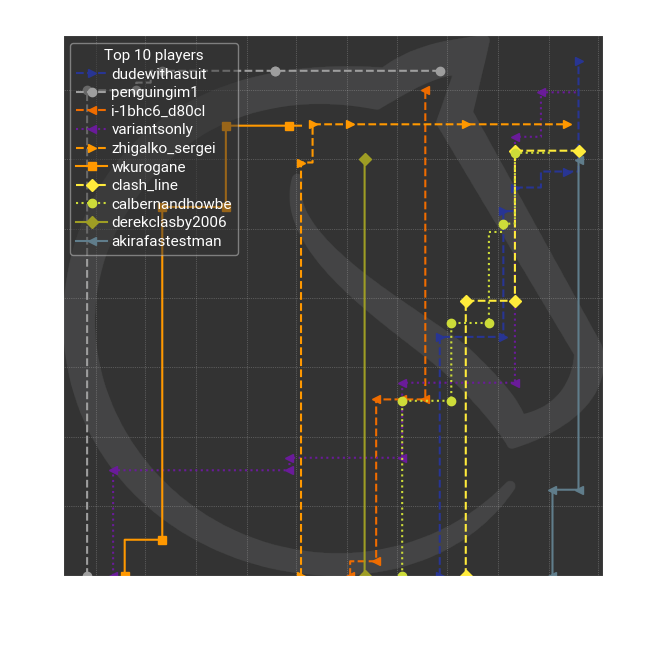 Top 10 players
dudewithasuit
penguingim1
i-1bhc6_d80cl
variantsonly
zhigalko_sergei
wkurogane
clash_line
calbernandhowbe
derekclasby2006
akirafastestman